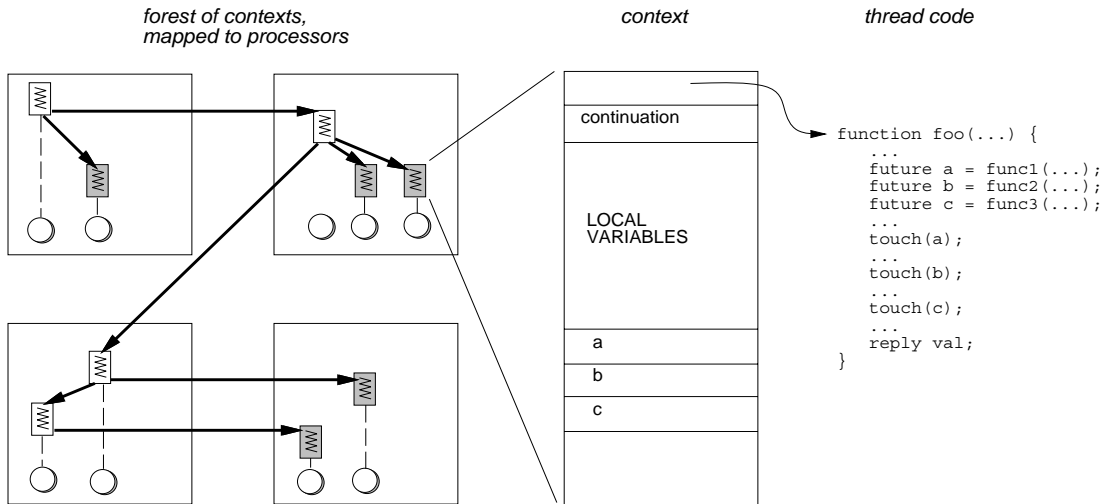 forest of contexts,
mapped to processors
context
thread code
continuation
LOCAL
VARIABLES
a
b
c
function foo(...) {
...
future a = func1(...);
future b = func2(...);
future c = func3(...);
...
touch(a);
...
touch(b);
...
touch(c);
...
reply val;
}